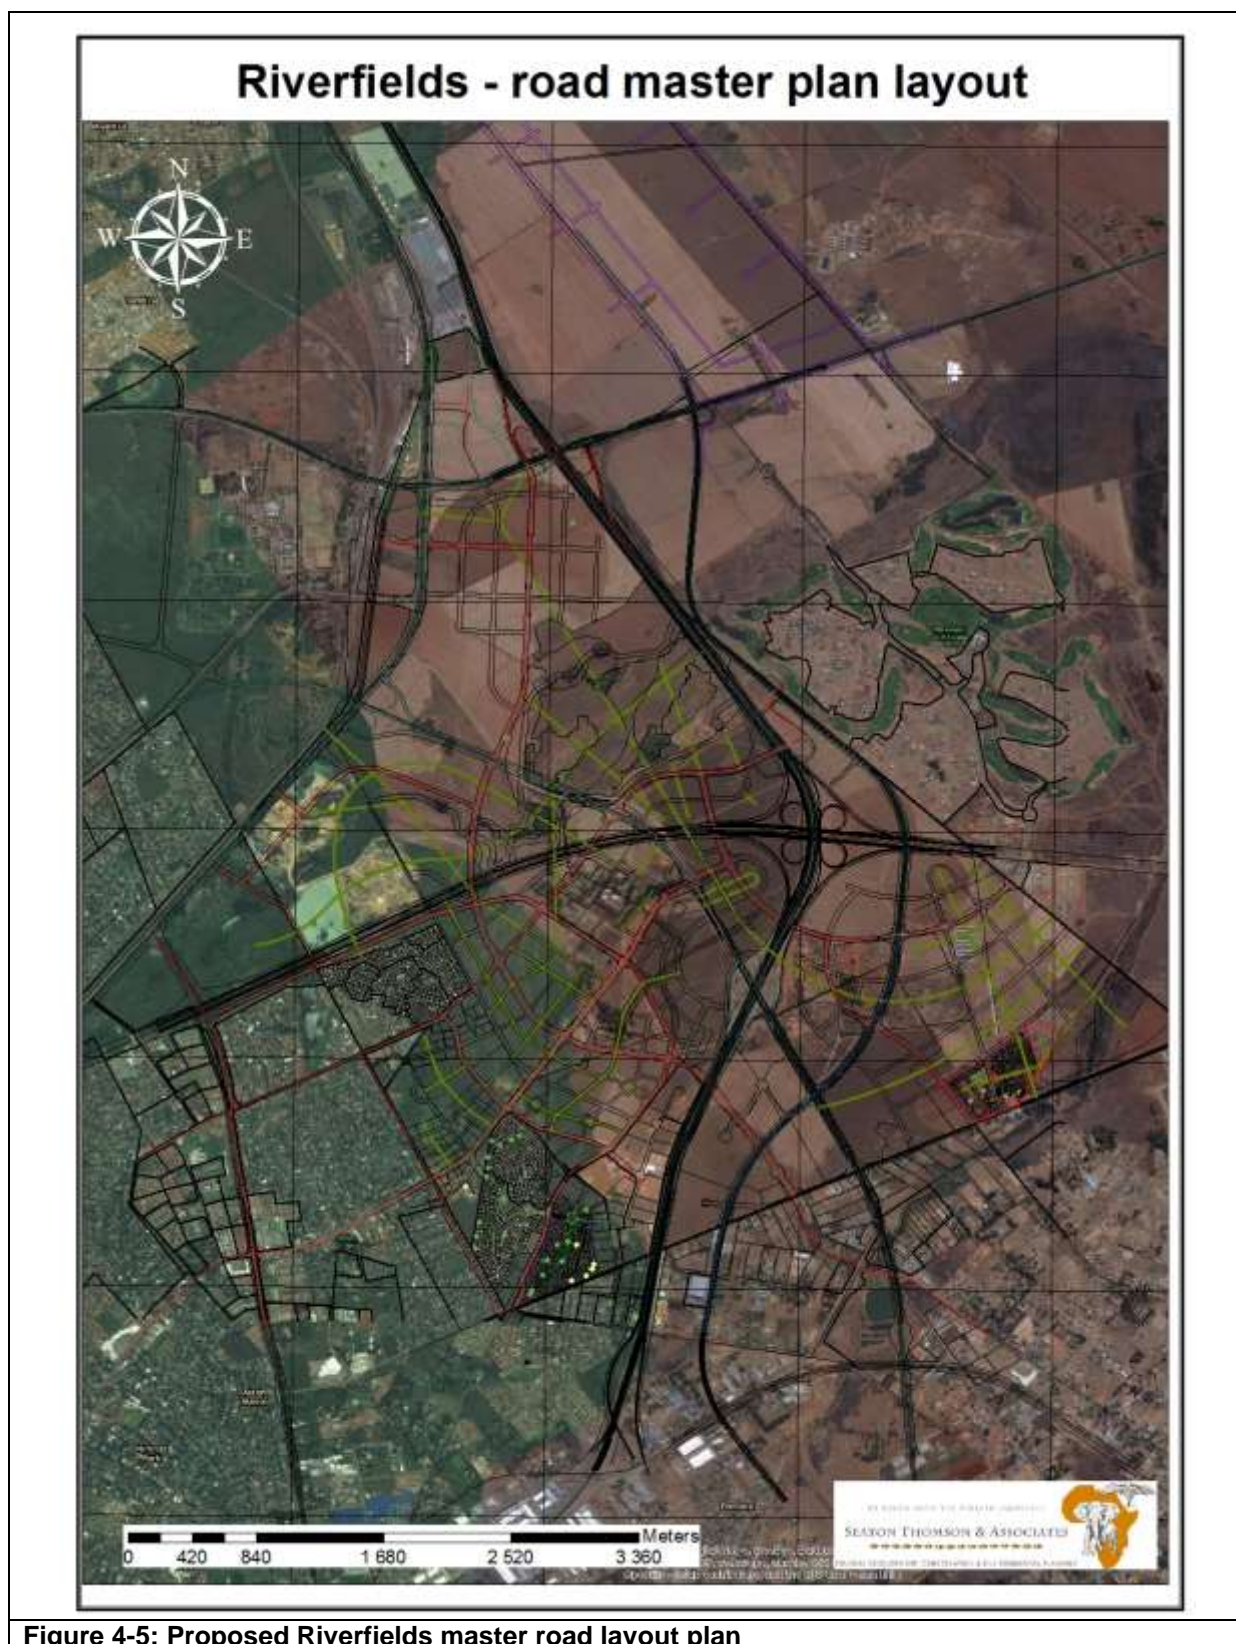 Riverfields - road master plan layout
N
W E
S
Meters
0 420 840 1 680 2 520 3 360
SEATON THOMSON & ASSOCIATES
Figure 4-5: Proposed Riverfields master road layout plan